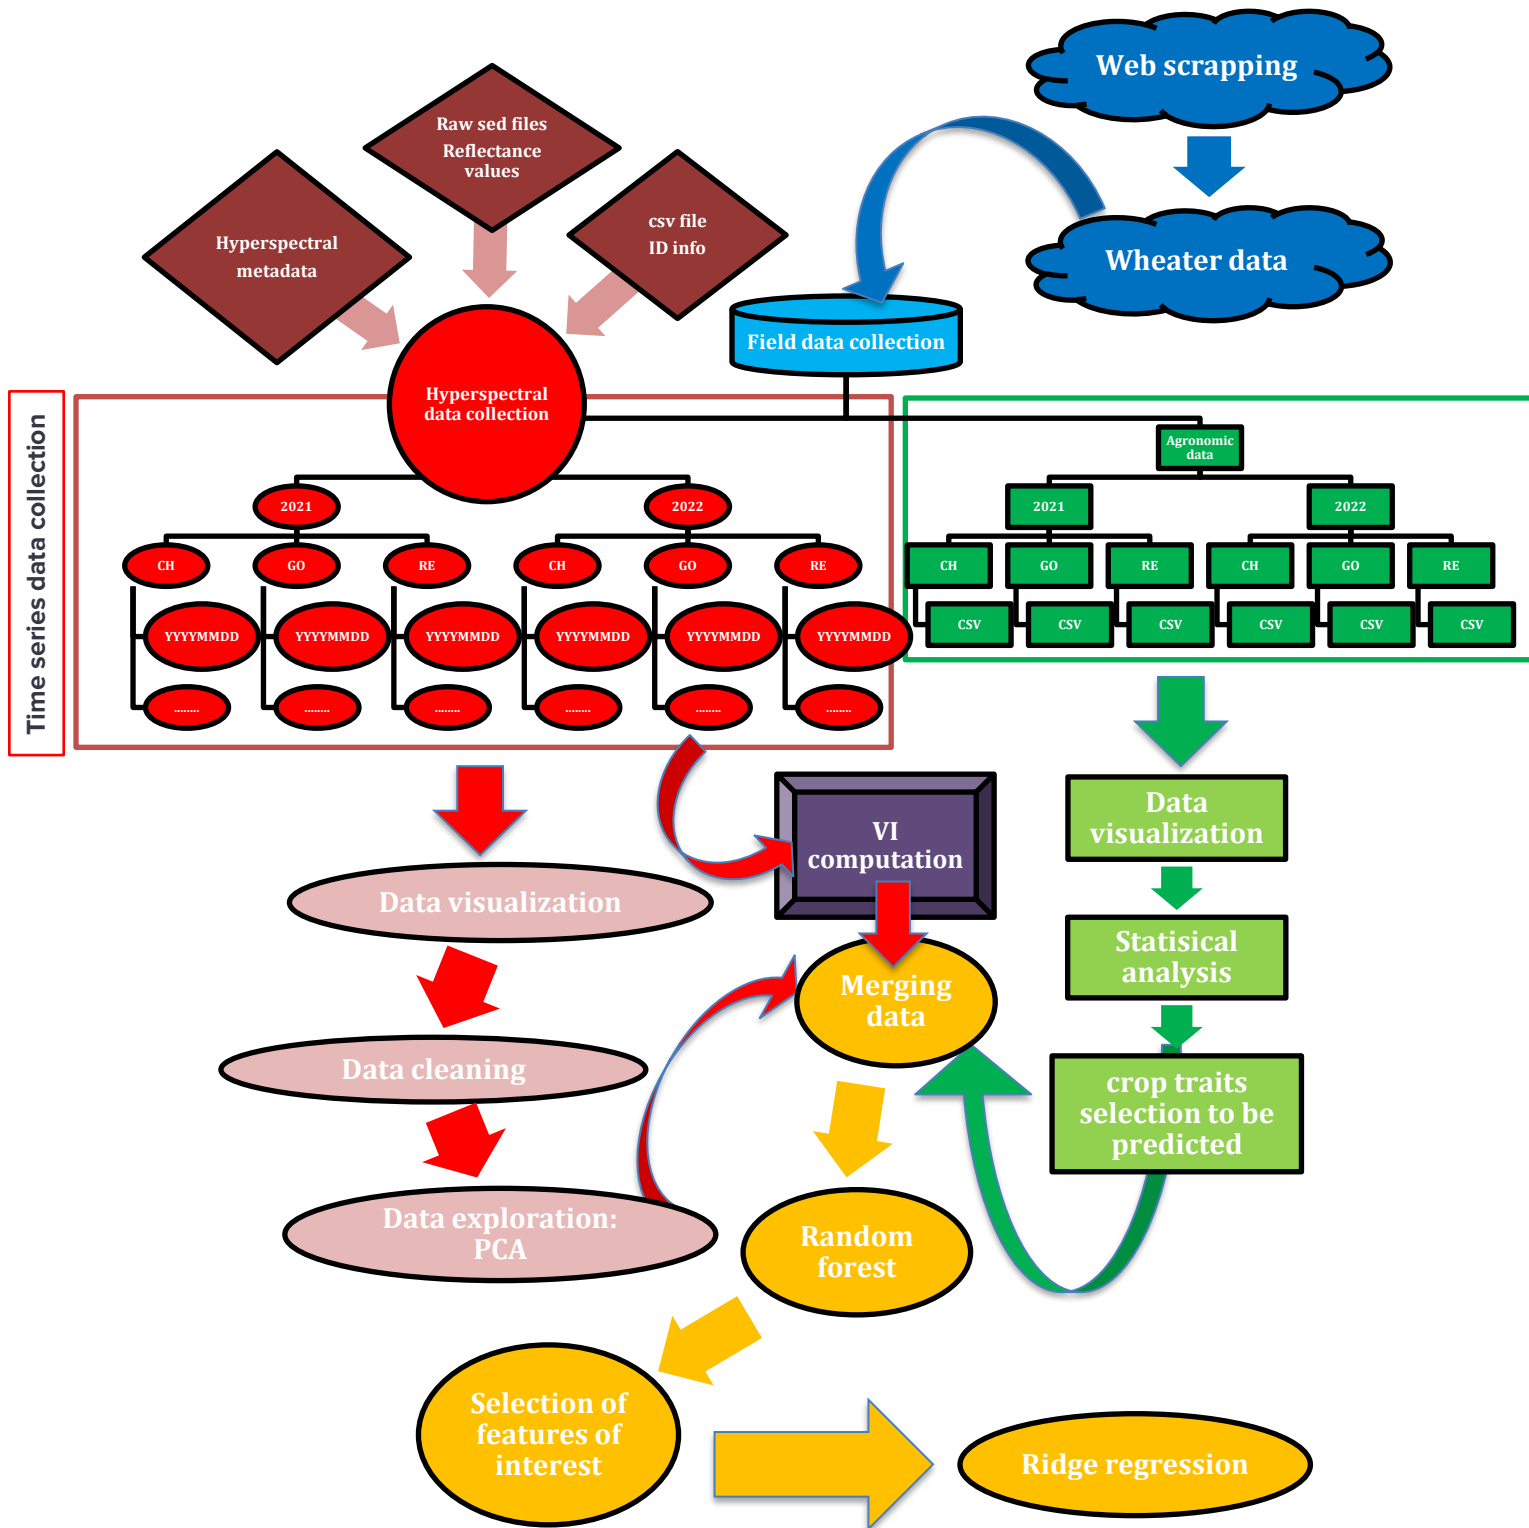 Web scrapping
Wheater data
Raw sed files
Reflectance
values
Hyperspectral
metadata
csv file
ID info
Field data collection
Time series data collection
Hyperspectral
data collection
2021
2022
CH
GO
RE
CH
GO
RE
YYYYMMDD
YYYYMMDD
YYYYMMDD
YYYYMMDD
YYYYMMDD
YYYYMMDD
........
........
........
........
........
........
Agronomic
data
2021
2022
CH
GO
RE
CH
GO
RE
CSV
CSV
CSV
CSV
CSV
CSV
Data visualization
Data cleaning
Data exploration:
PCA
VI
computation
Merging
data
Data
visualization
Statisical
analysis
crop traits
selection to be
predicted
Random
forest
Selection of
features of
interest
Ridge regression